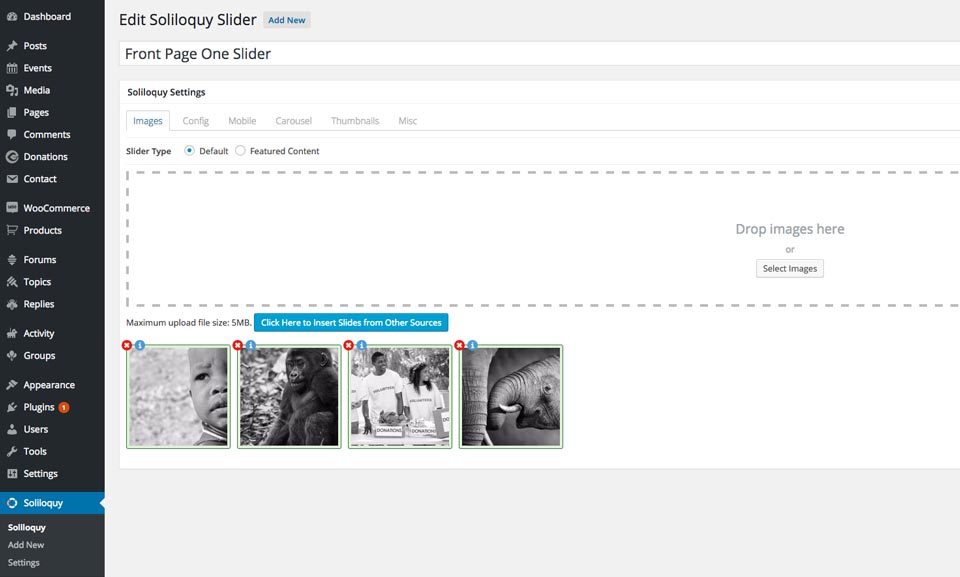 Dashboard
Posts
Events
Media
Pages
Comments
Donations
Contact
WooCommerce
Products
Forums
Topics
Replies
Activity
Groups
Appearance
Plugins 1
Users
Tools
Settings
Soliloquy
Soliloquy
Add New
Settings
Edit Soliloquy Slider Add New
Front Page One Slider
Soliloquy Settings
Images Config Mobile Carousel Thumbnails Misc
Slider Type Default Featured Content
Drop images here
or
Select Images
Maximum upload file size: 5MB. Click Here to Insert Slides from Other Sources
VOLUNTEER VOLUNTEER
DONATIONS DONATIONS